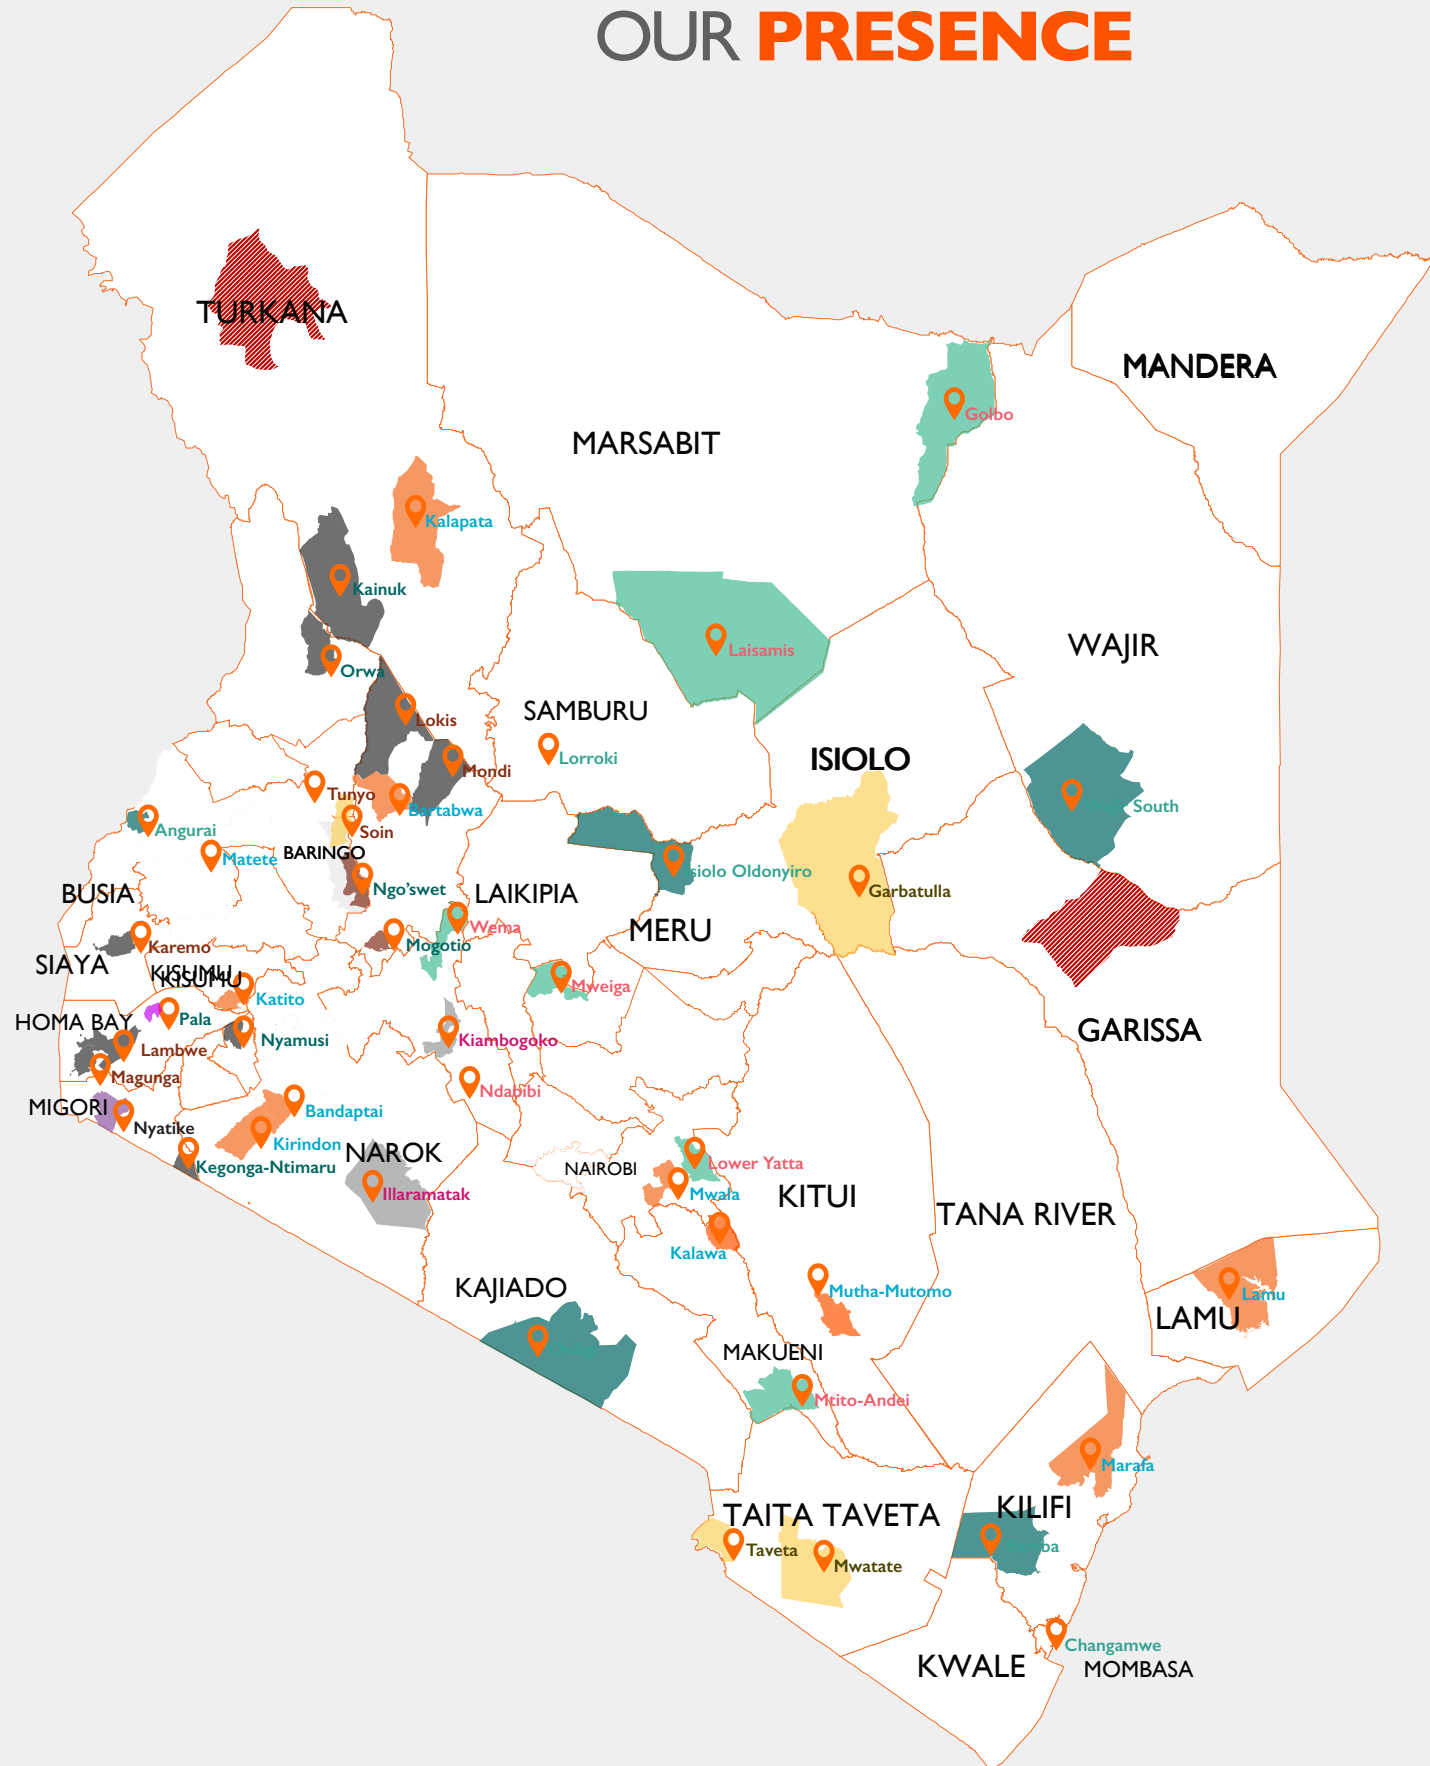 OUR PRESENCE
TURKANA
MANDERA
Golbo
MARSABIT
Kalapata
Kainuk
WAJIR
Laisamis
Orwa
SAMBURU
Lokis
Lorroki
ISIOLO
Mondi
Tunyo
South
Bartabwa
Angurai
Soin
BARINGO
Matete
Isiolo Oldonyiro
Garbatulla
Ngo'swet
BUSIA
LAIKIPIA
Wema
MERU
Karemo
Mogotio
SIAYA
KISUMU
KISUMU
Mweiga
Katito
Pala
HOMA BAY
GARISSA
Nyamusi
Kiambogoko
Lambwe
Magunga
Ndabibi
MIGORI
Bandaptai
Nyatike
Kirindon
NAROK
Lower Yatta
NAIROBI
Kegonga-Ntimaru
Illaramatak
Mwala
KITUI
TANA RIVER
Kalawa
KAJIADO
Mutha-Mutomo
Lamu
LAMU
MAKUENI
Mtito-Andei
Marafa
KILIFI
TAITA TAVETA
Taveta
Mwatate
Changamwe
KWALE
MOMBASA